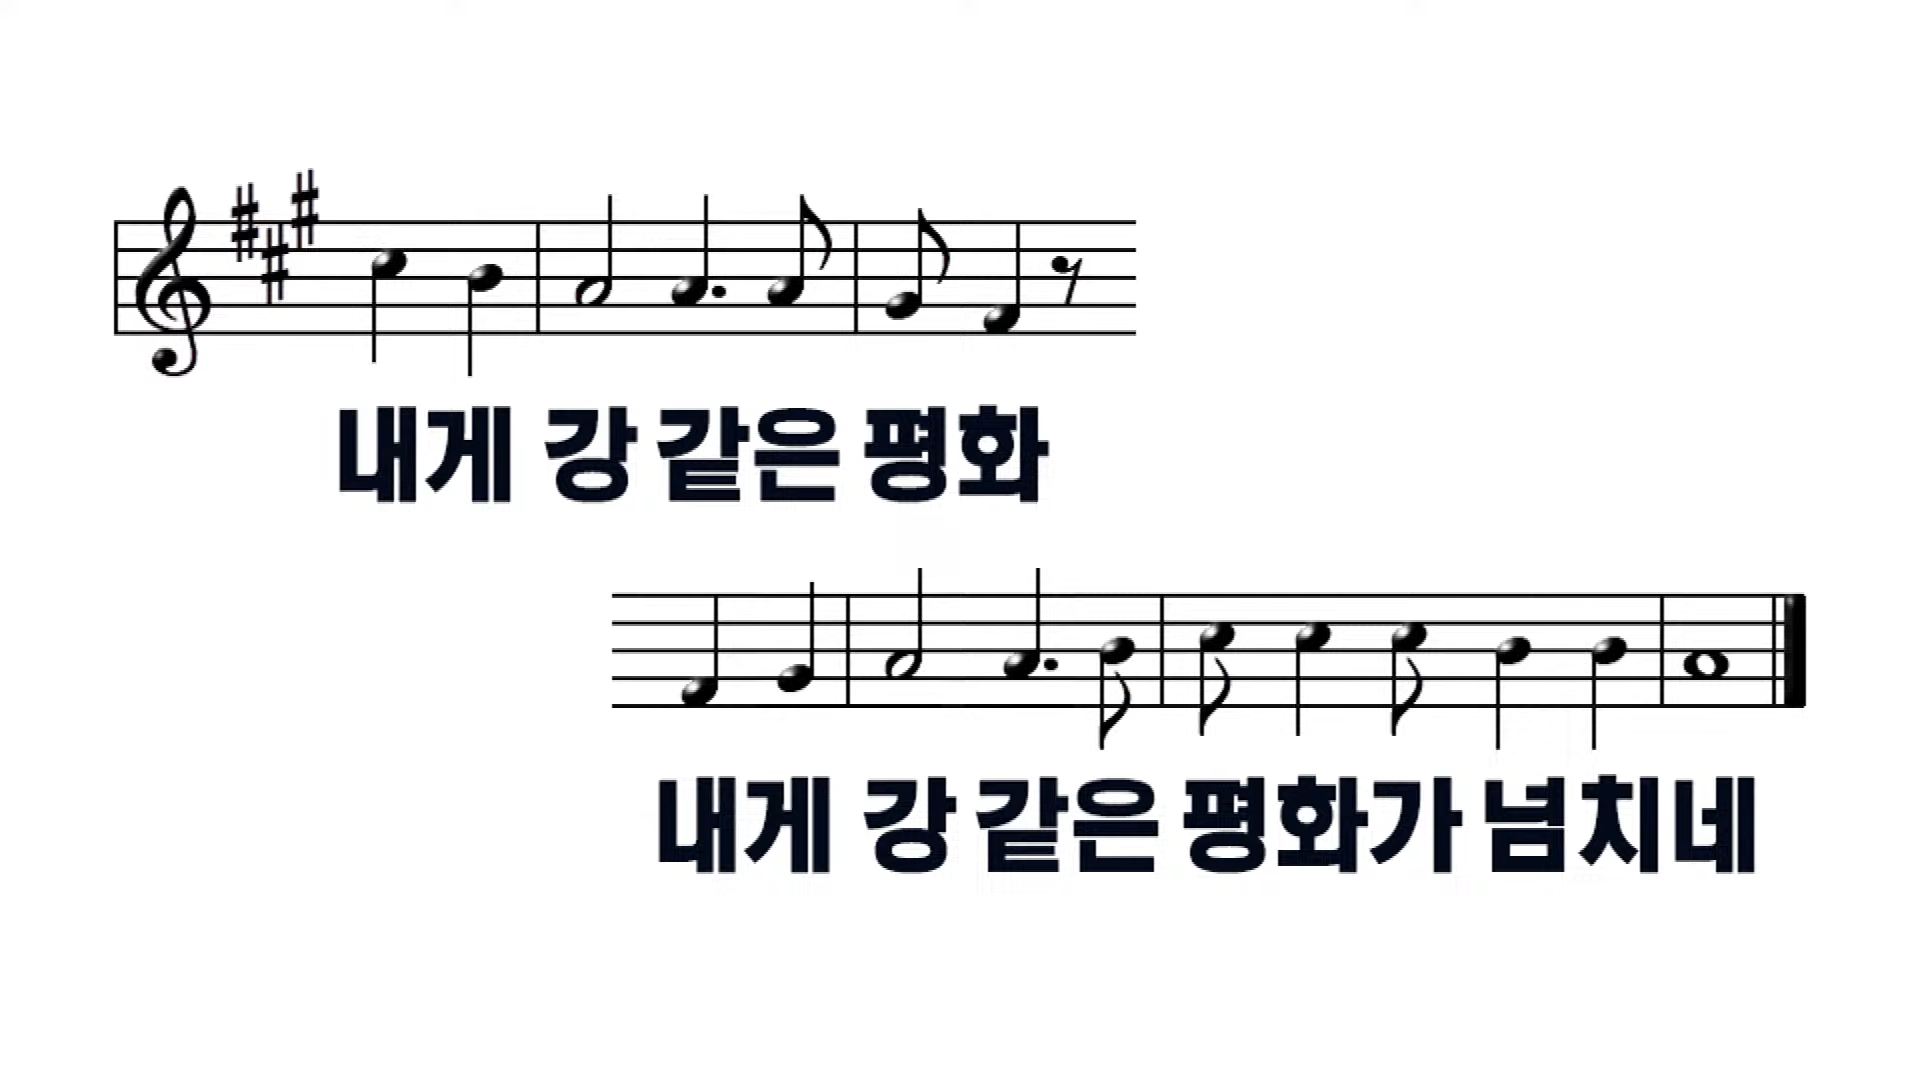 내게 강 같은 평화
내게 강 같은 평화가 넘치네